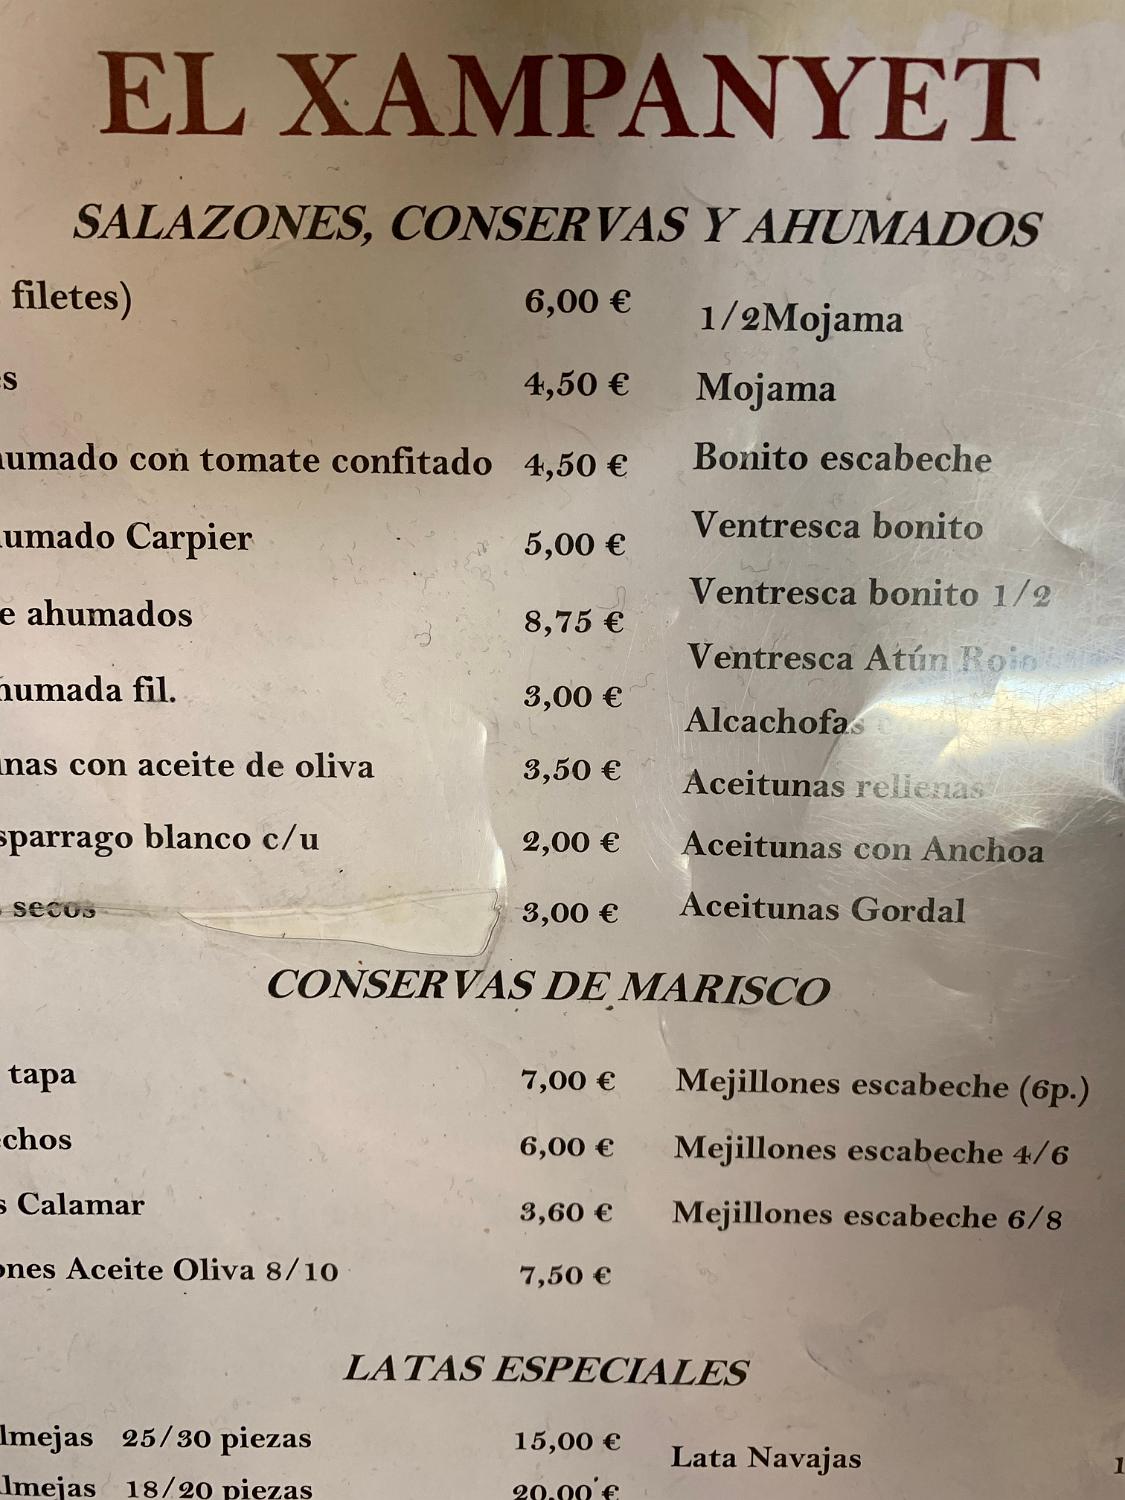 EL XAMPANYET
SALAZONES, CONSERVAS Y AHUMADOS
filetes) 6,00 €
s 4,50 €
umado con tomate confitado 4,50 €
umado Carpier 5,00 €
e ahumados 8,75 €
humada fil. 3,00 €
nas con aceite de oliva 3,50 €
sparrago blanco c/u 2,00 €
secos 3,00 €
1/2Mojama
Mojama
Bonito escabeche
Ventresca bonito
Ventresca bonito 1/2
Ventresca Atún Rojo
Alcachofas
Aceitunas rellenas
Aceitunas con Anchoa
Aceitunas Gordal
CONSERVAS DE MARISCO
tapa 7,00 €
chos 6,00 €
s Calamar 3,60 €
ones Aceite Oliva 8/10 7,50 €
Mejillones escabeche (6p.)
Mejillones escabeche 4/6
Mejillones escabeche 6/8
LATAS ESPECIALES
lmejas 25/30 piezas 15,00 €
lmejas 18/20 piezas 20,00 €
Lata Navajas 1